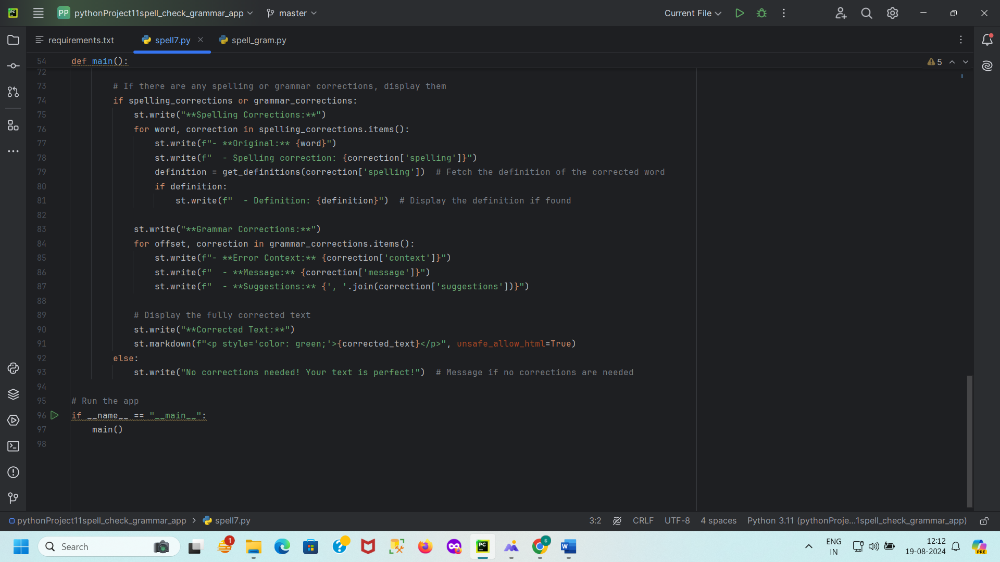 PC
PP pythonProject11spell_check_grammar_app master Current File
requirements.txt spell7.py spell_gram.py
54 def main(): 5
72
73 # If there are any spelling or grammar corrections, display them
74 if spelling_corrections or grammar_corrections:
75 st.write("**Spelling Corrections:**")
76 for word, correction in spelling_corrections.items():
77 st.write(f"- **Original:** {word}")
78 st.write(f"  - Spelling correction: {correction['spelling']}")
79 definition = get_definitions(correction['spelling'])  # Fetch the definition of the corrected word
80 if definition:
81 st.write(f"  - Definition: {definition}")  # Display the definition if found
82
83 st.write("**Grammar Corrections:**")
84 for offset, correction in grammar_corrections.items():
85 st.write(f"- **Error Context:** {correction['context']}")
86 st.write(f"  - **Message:** {correction['message']}")
87 st.write(f"  - **Suggestions:** {', '.join(correction['suggestions'])}")
88
89 # Display the fully corrected text
90 st.write("**Corrected Text:**")
91 st.markdown(f"<p style='color: green;'>{corrected_text}</p>", unsafe_allow_html=True)
92 else:
93 st.write("No corrections needed! Your text is perfect!")  # Message if no corrections are needed
94
95 # Run the app
96 if __name__ == "__main__":
97 main()
98
pythonProject11spell_check_grammar_app > spell7.py 3:2 CRLF UTF-8 4 spaces Python 3.11 (pythonProje...1spell_check_grammar_app)
Search 1 PC S W PRE
ENG
IN
12:12
19-08-2024